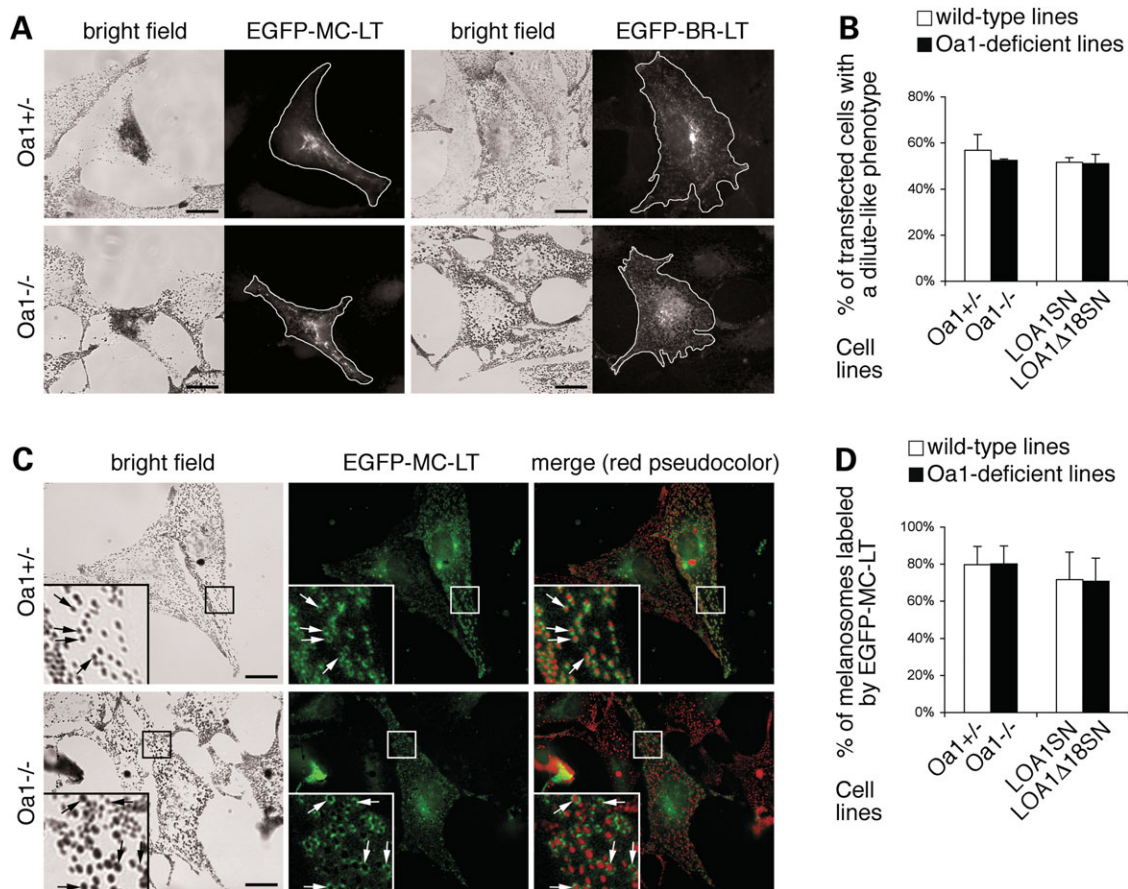 A
bright field
EGFP-MC-LT
bright field
EGFP-BR-LT
Oa1+/-
Oa1-/-
B
wild-type lines
Oa1-deficient lines
% of transfected cells with
a dilute-like phenotype
80%
60%
40%
20%
0%
Oa1+/-
Oa1-/-
LOA1SN
LOA1Δ18SN
Cell
lines
C
bright field
EGFP-MC-LT
merge (red pseudocolor)
Oa1+/-
Oa1-/-
D
wild-type lines
Oa1-deficient lines
% of melanosomes labeled
by EGFP-MC-LT
100%
80%
60%
40%
20%
0%
Oa1+/-
Oa1-/-
LOA1SN
LOA1Δ18SN
Cell
lines